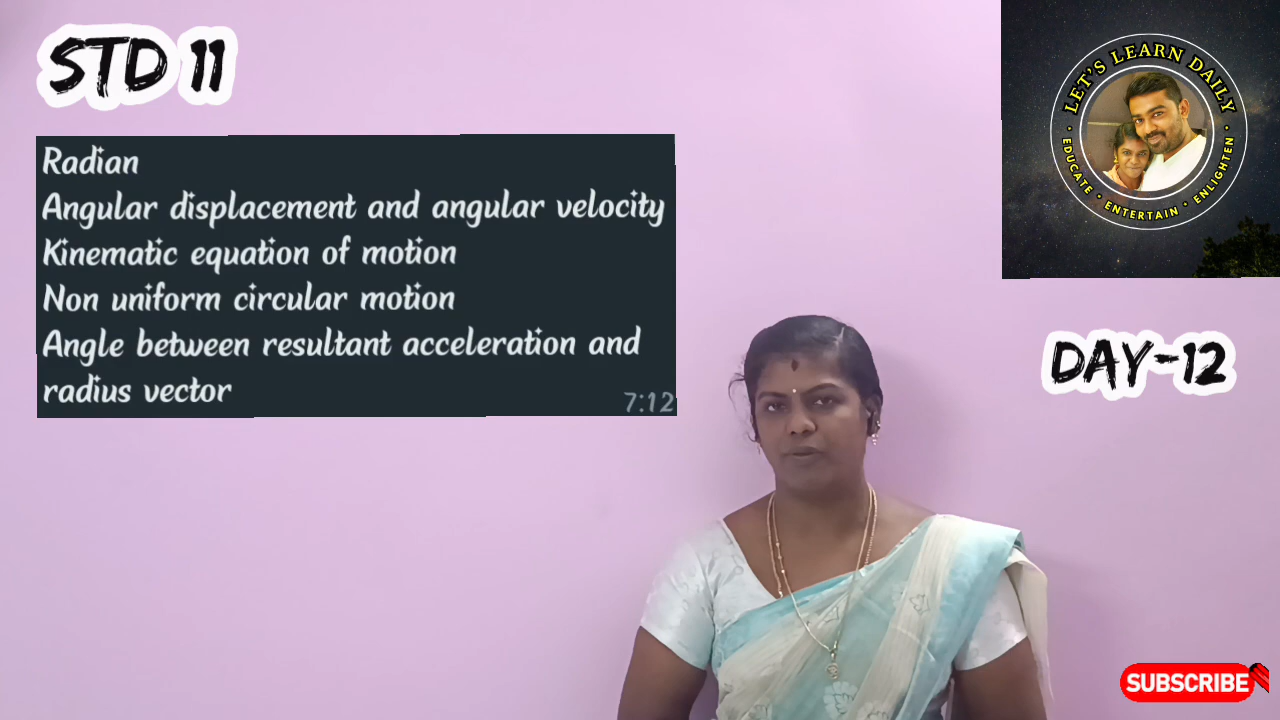 STD 11
Radian
Angular displacement and angular velocity
Kinematic equation of motion
Non uniform circular motion
Angle between resultant acceleration and
radius vector
7:12
LET'S LEARN DAILY
• EDUCATE • ENTERTAIN • ENLIGHTEN •
DAY-12
SUBSCRIBE